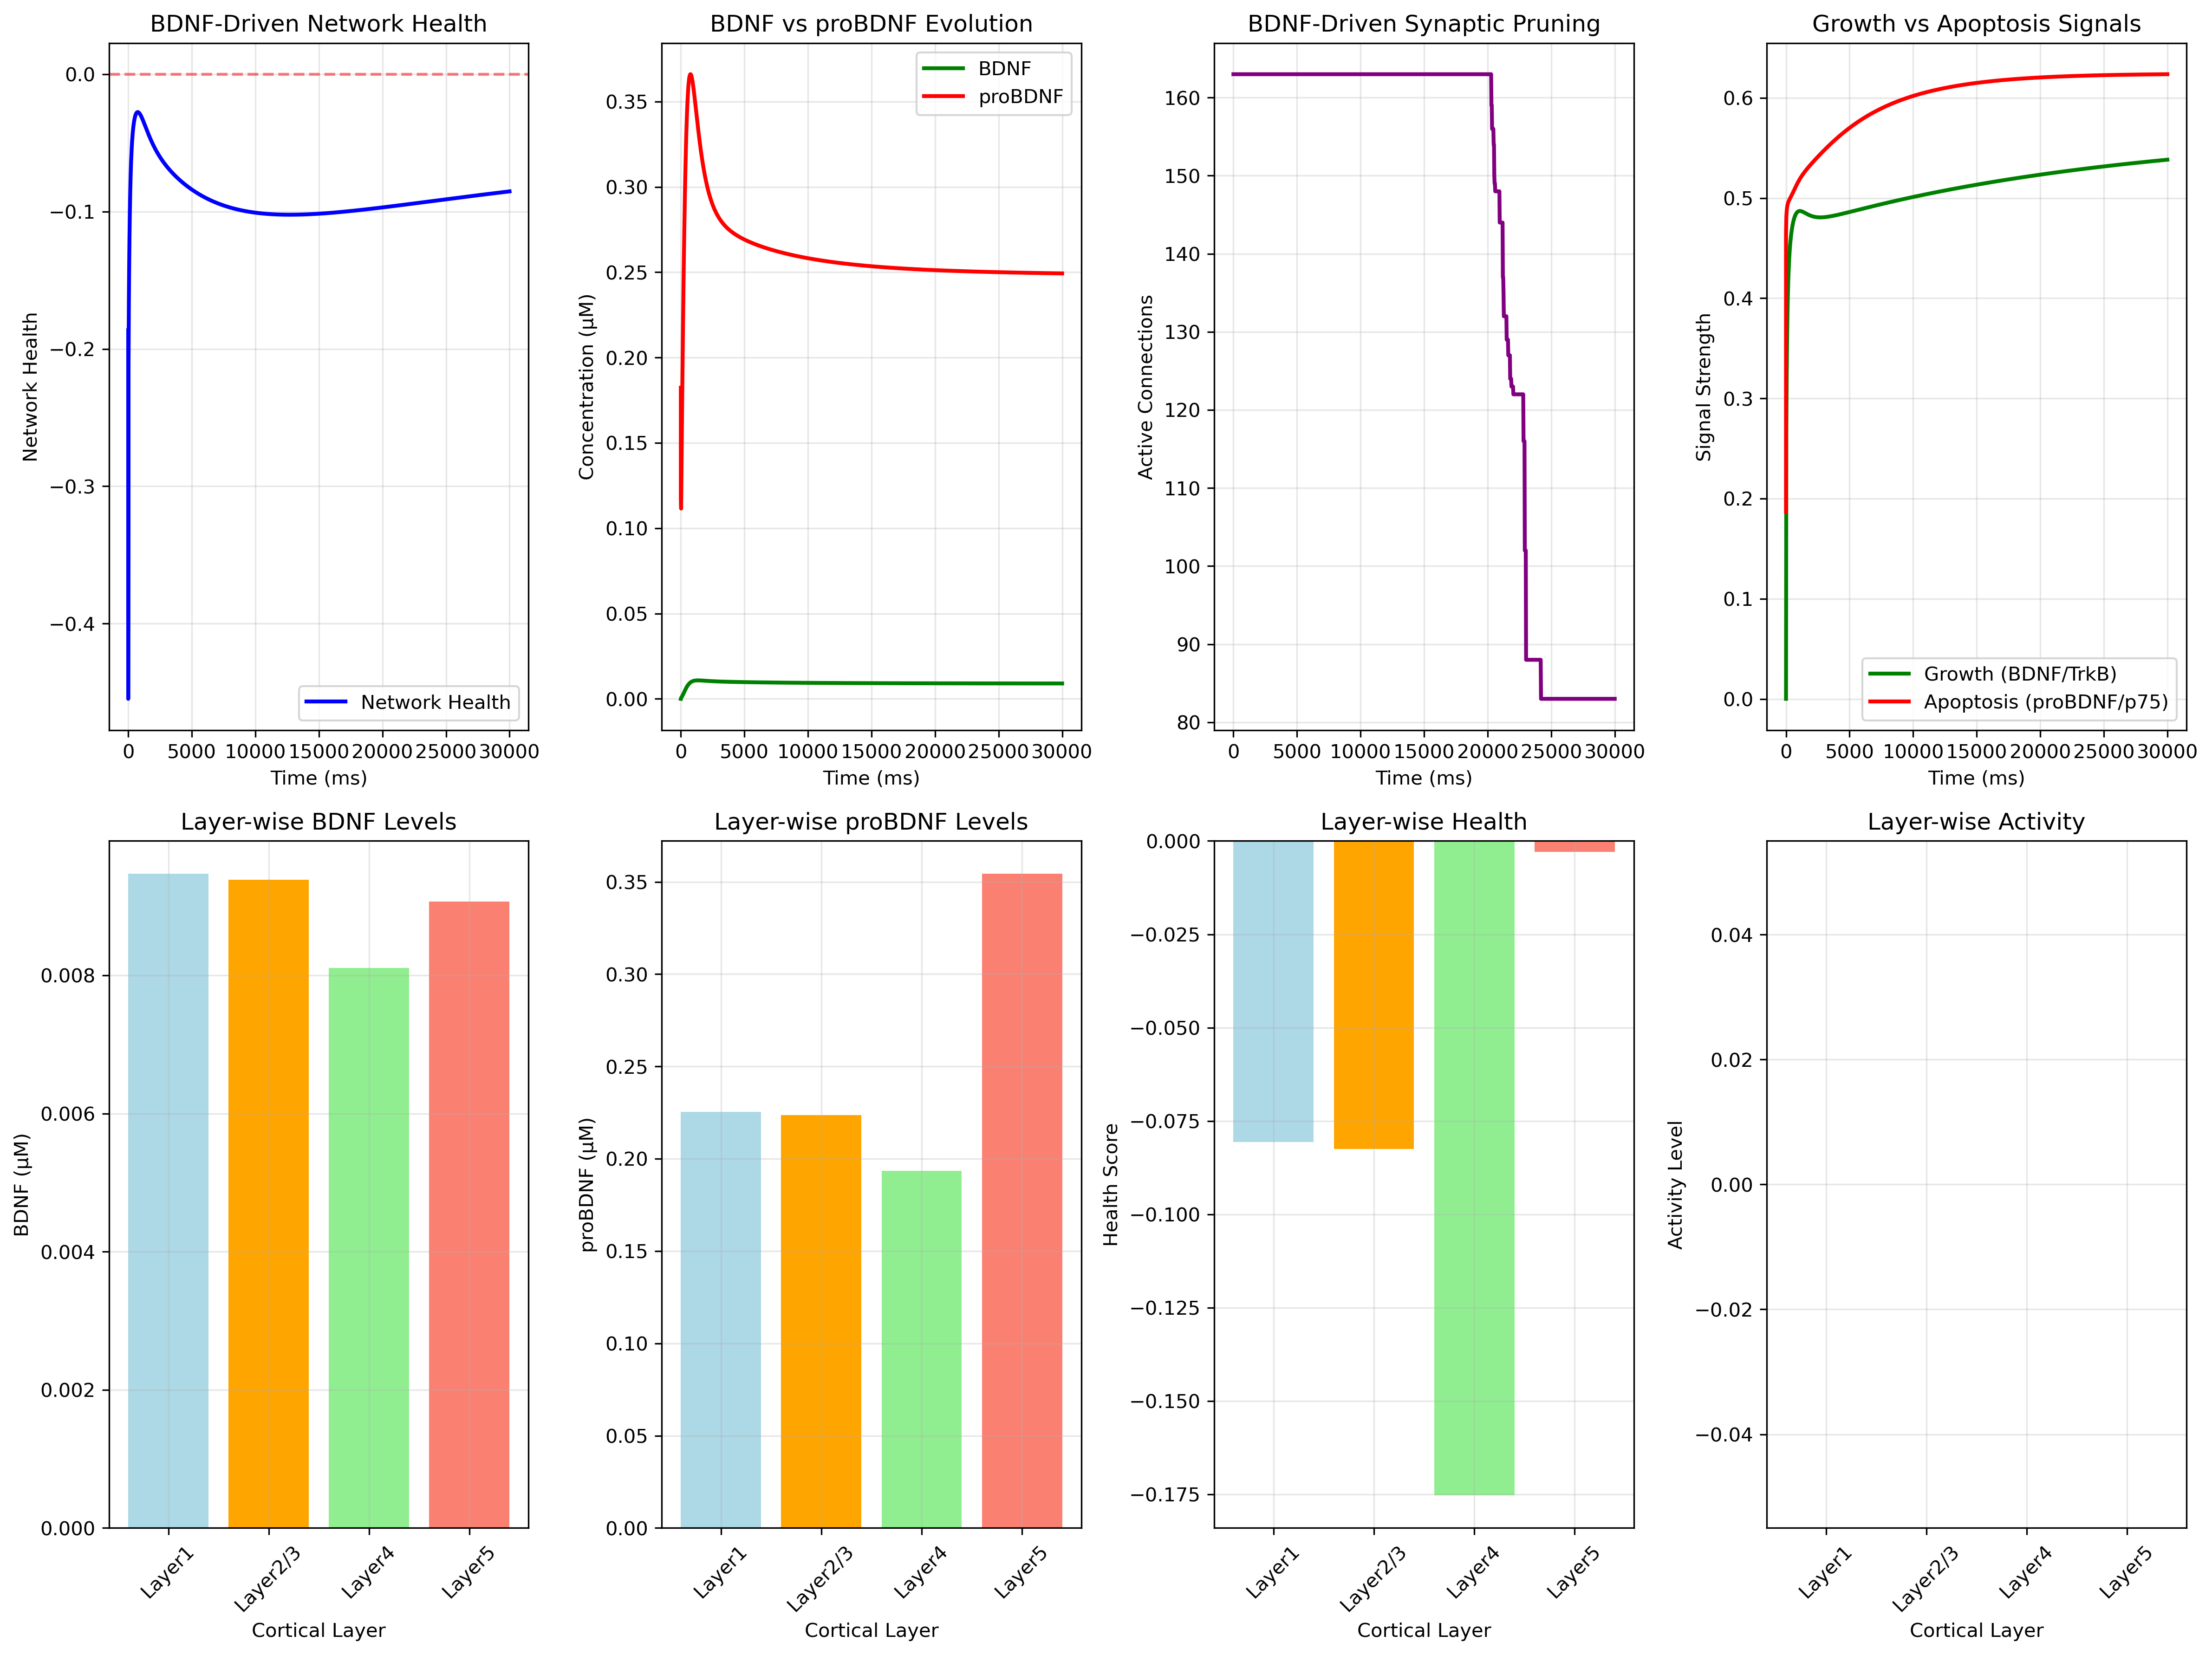 BDNF-Driven Network Health
Network Health
0.0
−0.1
−0.2
−0.3
−0.4
Network Health
0 5000 10000 15000 20000 25000 30000
Time (ms)
BDNF vs proBDNF Evolution
Concentration (μM)
0.35
0.30
0.25
0.20
0.15
0.10
0.05
0.00
BDNF
proBDNF
0 5000 10000 15000 20000 25000 30000
Time (ms)
BDNF-Driven Synaptic Pruning
Active Connections
160
150
140
130
120
110
100
90
80
0 5000 10000 15000 20000 25000 30000
Time (ms)
Growth vs Apoptosis Signals
Signal Strength
0.6
0.5
0.4
0.3
0.2
0.1
0.0
Growth (BDNF/TrkB)
Apoptosis (proBDNF/p75)
0 5000 10000 15000 20000 25000 30000
Time (ms)
Layer-wise BDNF Levels
BDNF (μM)
0.008
0.006
0.004
0.002
0.000
Layer1 Layer2/3 Layer4 Layer5
Cortical Layer
Layer-wise proBDNF Levels
proBDNF (μM)
0.35
0.30
0.25
0.20
0.15
0.10
0.05
0.00
Layer1 Layer2/3 Layer4 Layer5
Cortical Layer
Layer-wise Health
Health Score
0.000
−0.025
−0.050
−0.075
−0.100
−0.125
−0.150
−0.175
Layer1 Layer2/3 Layer4 Layer5
Cortical Layer
Layer-wise Activity
Activity Level
0.04
0.02
0.00
−0.02
−0.04
Layer1 Layer2/3 Layer4 Layer5
Cortical Layer